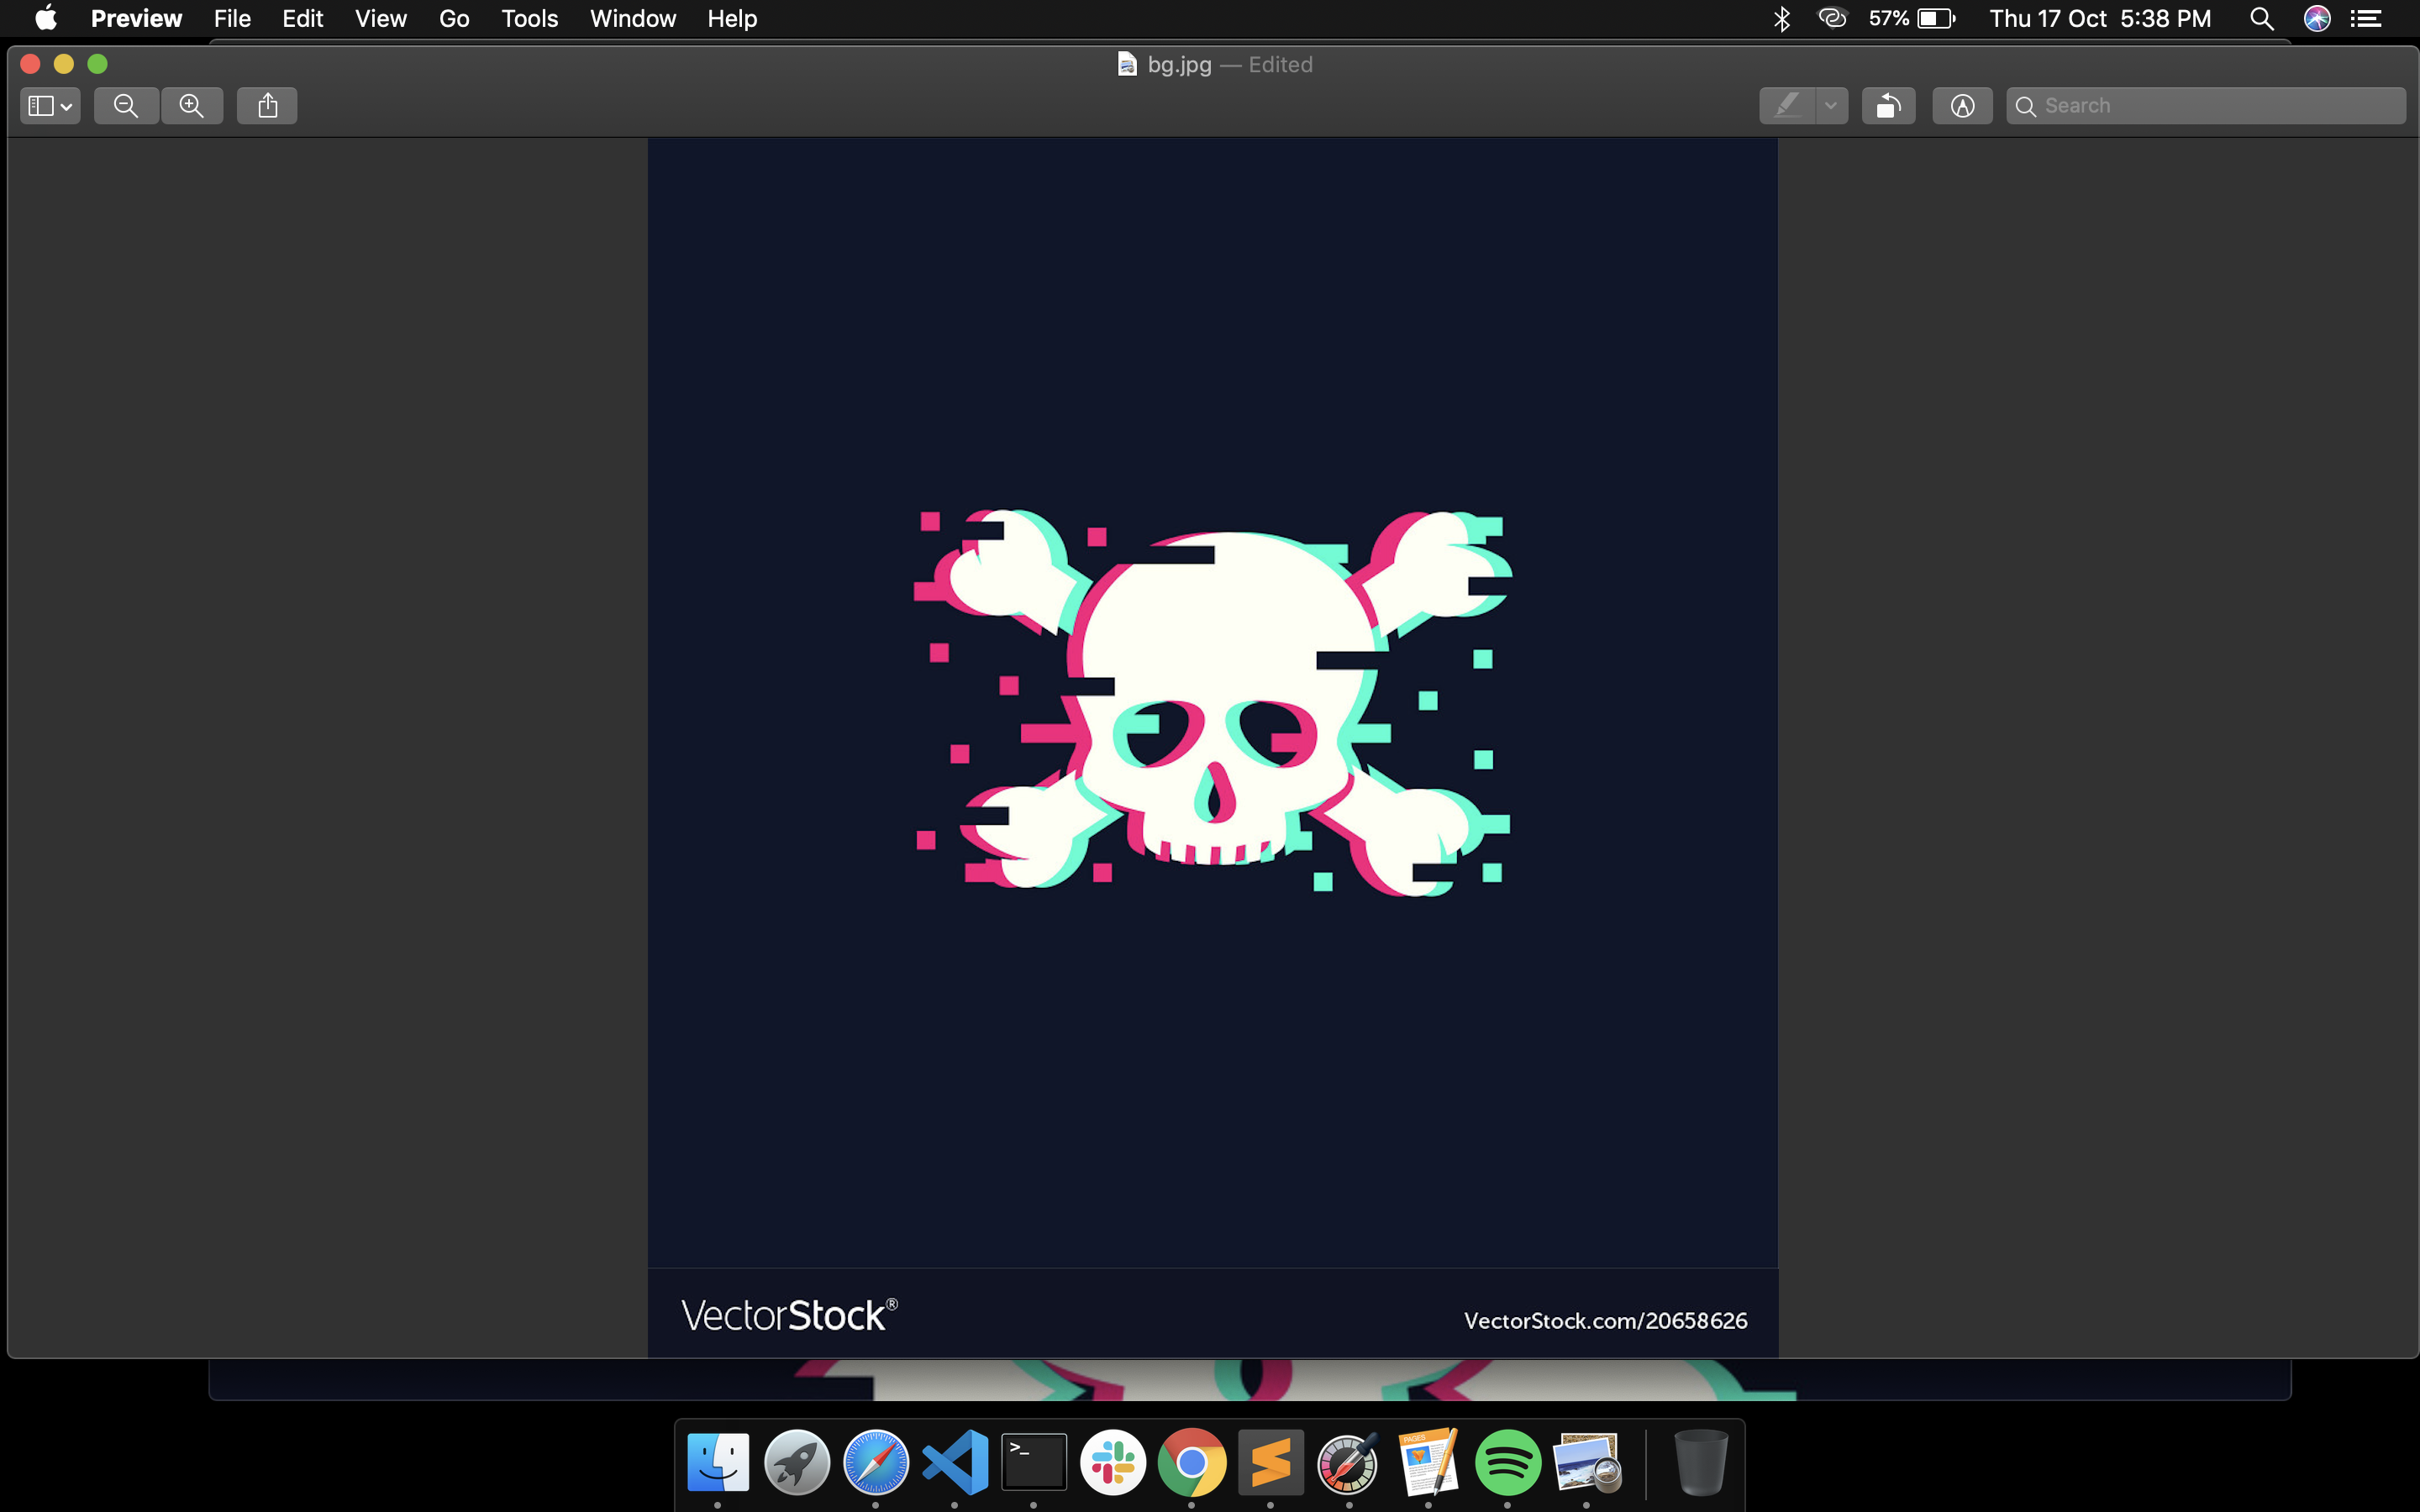 Preview File Edit View Go Tools Window Help 57% Thu 17 Oct 5:38 PM
bg.jpg — Edited
Search
VectorStock®
VectorStock.com/20658626
>_
PAGES